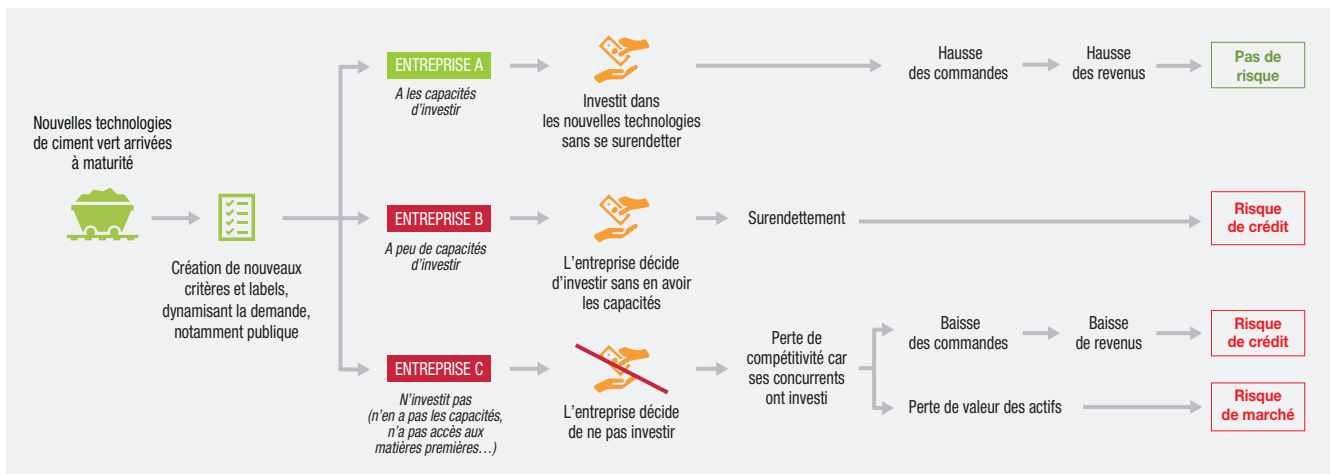 Nouvelles technologies
de ciment vert arrivées
à maturité
Création de nouveaux
critères et labels,
dynamisant la demande,
notamment publique
ENTREPRISE A
A les capacités
d'investir
Investit dans
les nouvelles technologies
sans se surendetter
Hausse
des commandes
Hausse
des revenus
Pas de
risque
ENTREPRISE B
A peu de capacités
d'investir
L'entreprise décide
d'investir sans en avoir
les capacités
Surendettement
Risque
de crédit
ENTREPRISE C
N'investit pas
(n'en a pas les capacités,
n'a pas accès aux
matières premières…)
L'entreprise décide
de ne pas investir
Perte de
compétitivité car
ses concurrents
ont investi
Baisse
des commandes
Baisse
de revenus
Risque
de crédit
Perte de valeur des actifs
Risque
de marché